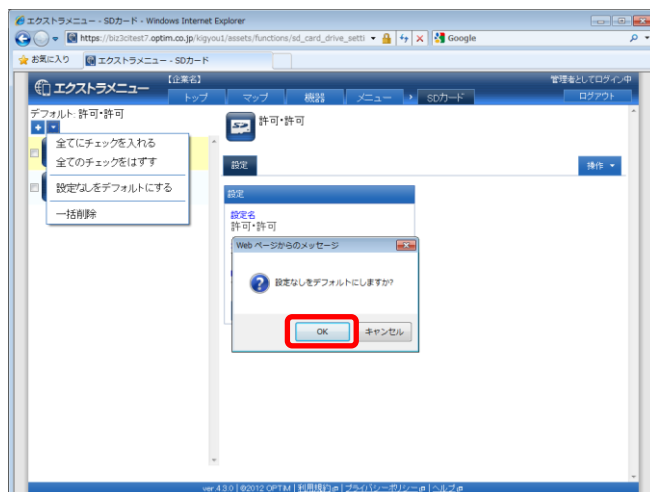 エクストラメニュー - SDカード - Windows Internet Explorer
https://biz3citest7.optim.co.jp/kigyou1/assets/functions/sd_card_drive_setti
Google
お気に入り
エクストラメニュー - SDカード
エクストラメニュー
【企業名】
管理者としてログイン中
トップ
マップ
機器
メニュー
SDカード
ログアウト
デフォルト: 許可・許可
全てにチェックを入れる
全てのチェックをはずす
設定なしをデフォルトにする
一括削除
許可・許可
設定
操作
設定
設定名
許可・許可
Web ページからのメッセージ
設定なしをデフォルトにしますか?
OK
キャンセル
ver.4.3.0 | ©2012 OPTiM | 利用規約 | プライバシーポリシー | ヘルプ